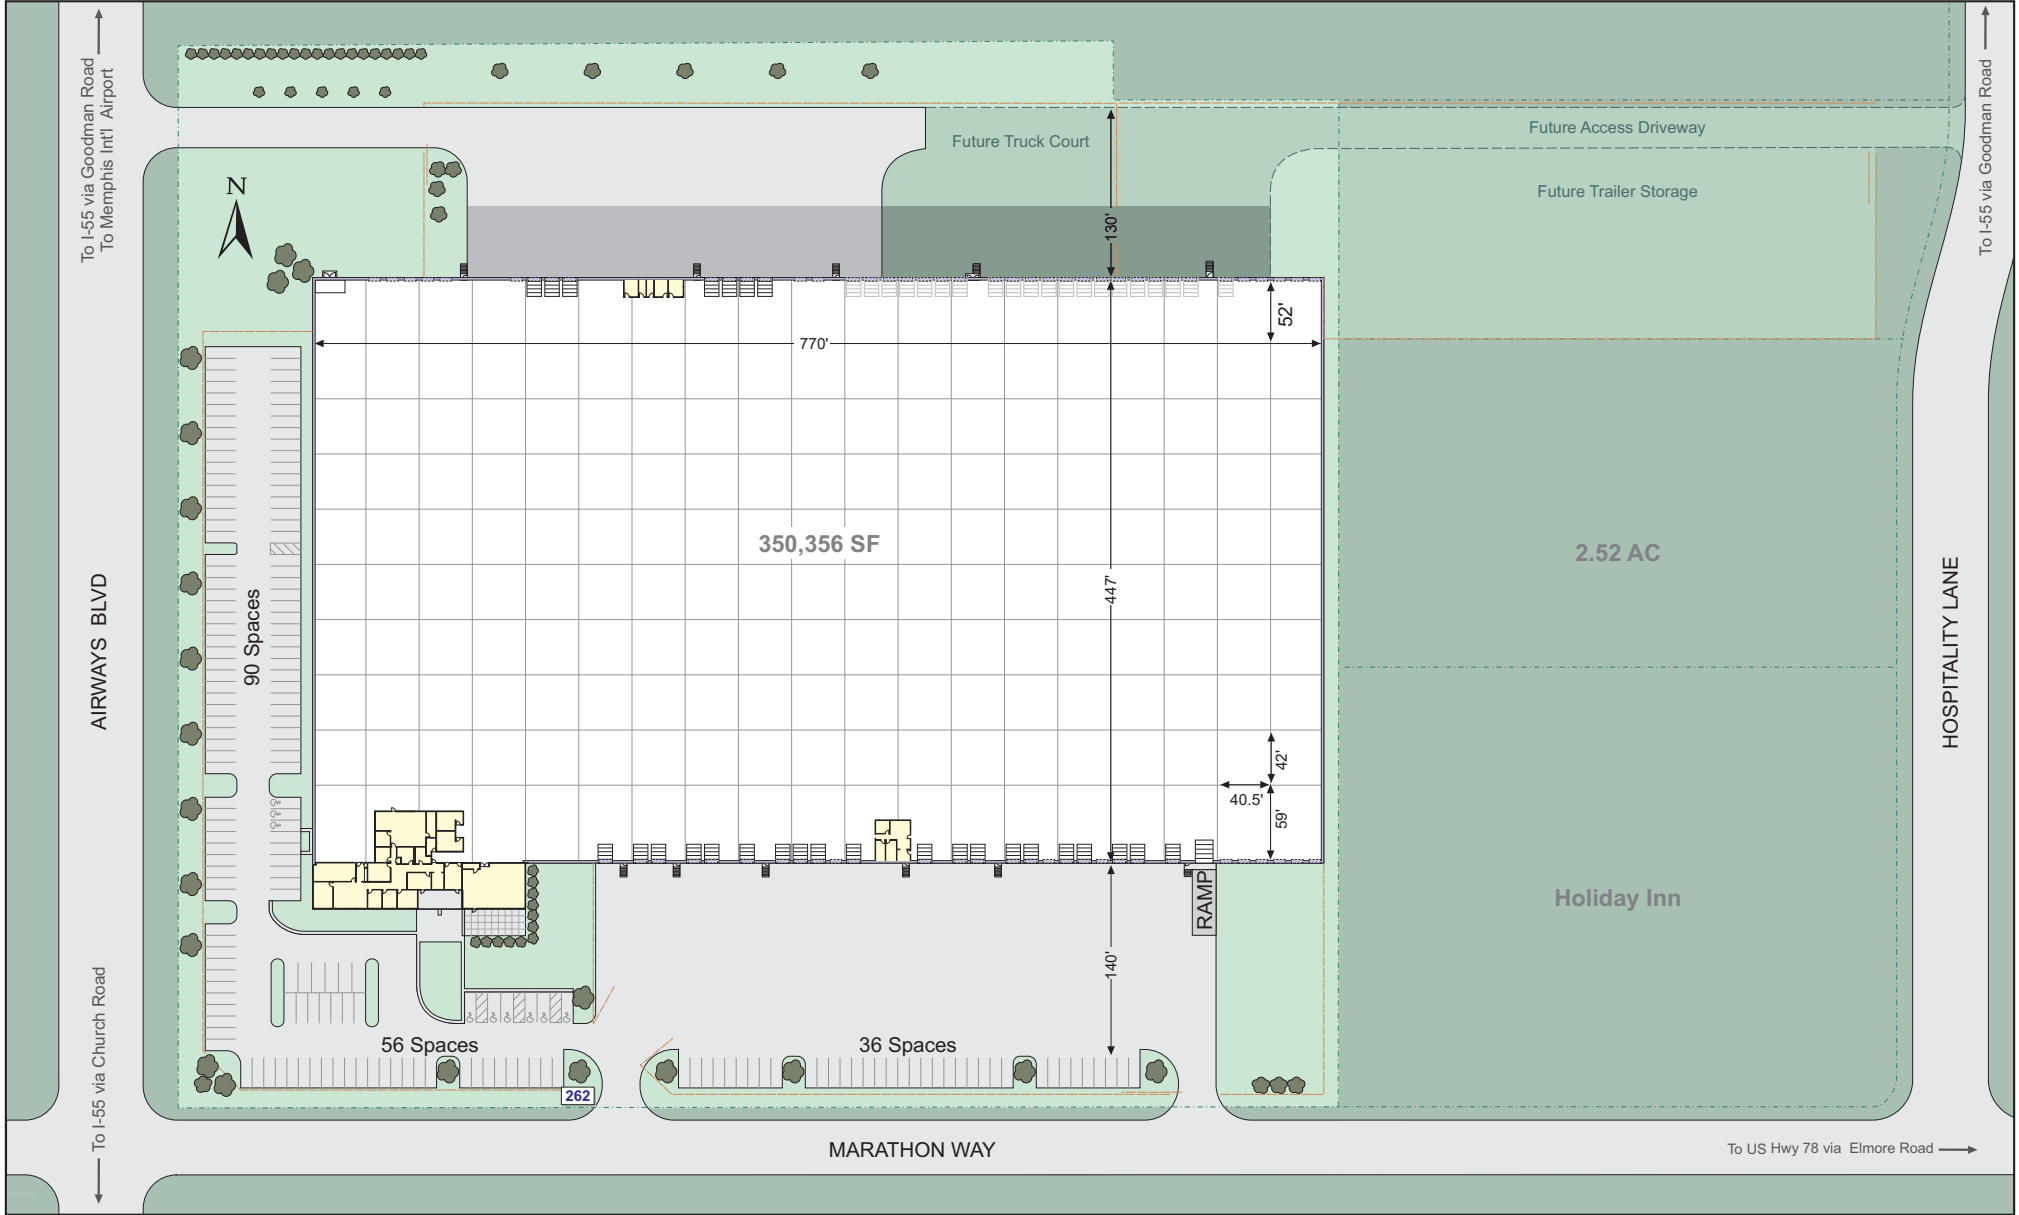 To I-55 via Goodman Road
To Memphis Int'l Airport
To I-55 via Goodman Road
Future Access Driveway
Future Truck Court
Future Trailer Storage
N
130'
52'
770'
350,356 SF
2.52 AC
447'
90 Spaces
AIRWAYS BLVD
HOSPITALITY LANE
42'
40.5'
59'
RAMP
Holiday Inn
140'
To I-55 via Church Road
56 Spaces
36 Spaces
262
MARATHON WAY
To US Hwy 78 via Elmore Road